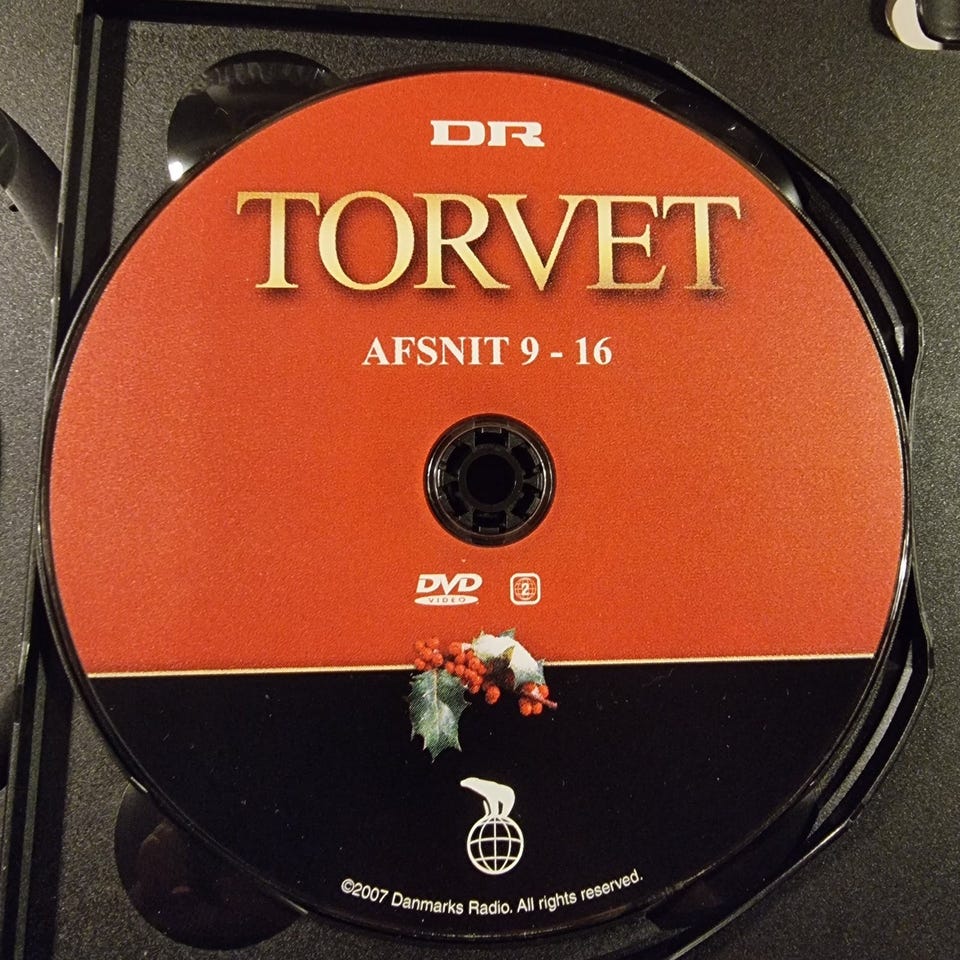 DR
TORVET
AFSNIT 9 - 16
DVD 2
VIDEO
©2007 Danmarks Radio. All rights reserved.